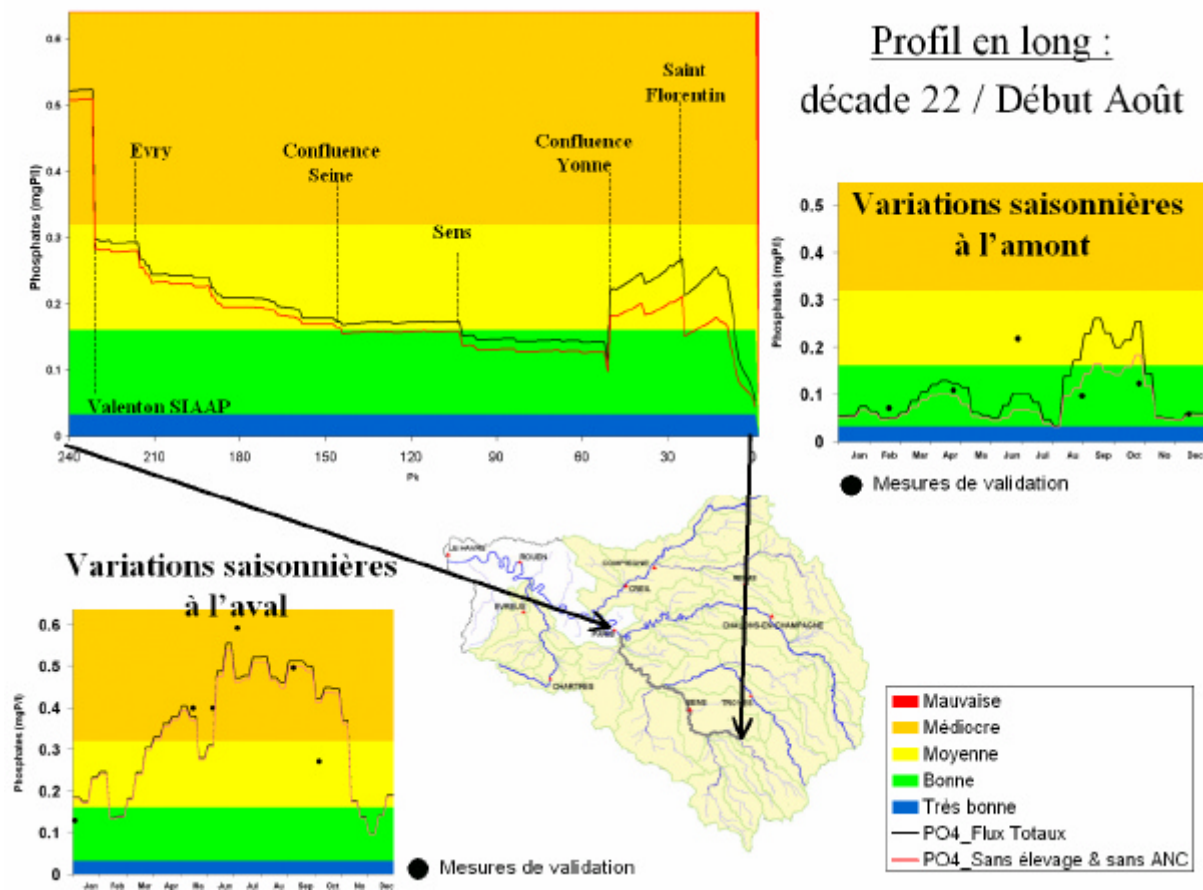 Profil en long :
décade 22 / Début Août
Phosphates (mgP/l)
0.6
0.5
0.4
0.3
0.2
0.1
0
Evry
Confluence
Seine
Sens
Confluence
Yonne
Saint
Florentin
Valenton SIAAP
240
210
180
150
120
90
60
30
0
Pk
Variations saisonnières
à l'amont
Phosphates (mgP/l)
0.5
0.4
0.3
0.2
0.1
0
Jan
Feb
Mar
Apr
Ma
Jun
Jul
Au
Sep
Oct
No
Dec
Mesures de validation
Variations saisonnières
à l'aval
Phosphates (mgP/l)
0.6
0.5
0.4
0.3
0.2
0.1
0
Jan
Feb
Mar
Apr
Ma
Jun
Jul
Au
Sep
Oct
No
Dec
Mesures de validation
LE HAVRE
ROUEN
COMPIEGNE
REIMS
CREIL
EVREUX
PARIS
CHALONS-EN-CHAMPAGNE
CHARTRES
SENS
TROYES
Mauvaise
Médiocre
Moyenne
Bonne
Trés bonne
PO4_Flux Totaux
PO4_Sans élevage & sans ANC